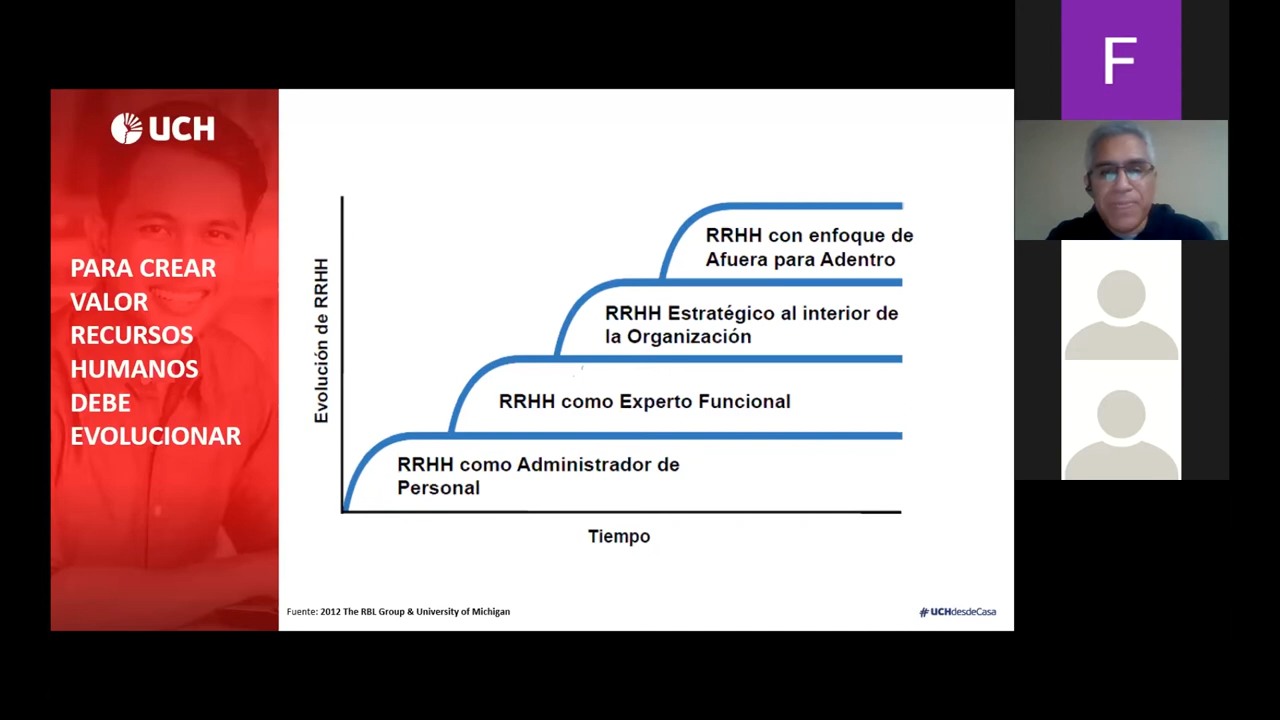 UCH
PARA CREAR
VALOR
RECURSOS
HUMANOS
DEBE
EVOLUCIONAR
Evolución de RRHH
RRHH con enfoque de
Afuera para Adentro
RRHH Estratégico al interior de
la Organización
RRHH como Experto Funcional
RRHH como Administrador de
Personal
Tiempo
Fuente: 2012 The RBL Group & University of Michigan
#UCHdesdeCasa
F